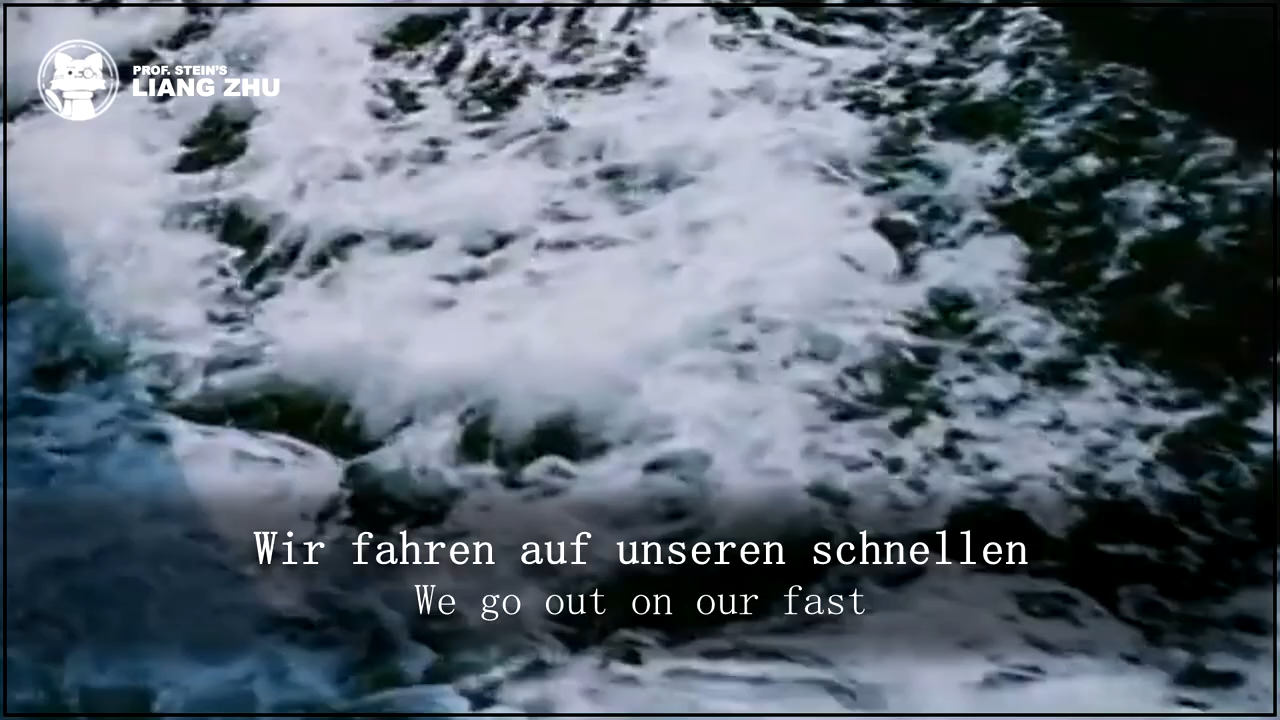 PROF. STEIN'S
LIANG ZHU
Wir fahren auf unseren schnellen
We go out on our fast